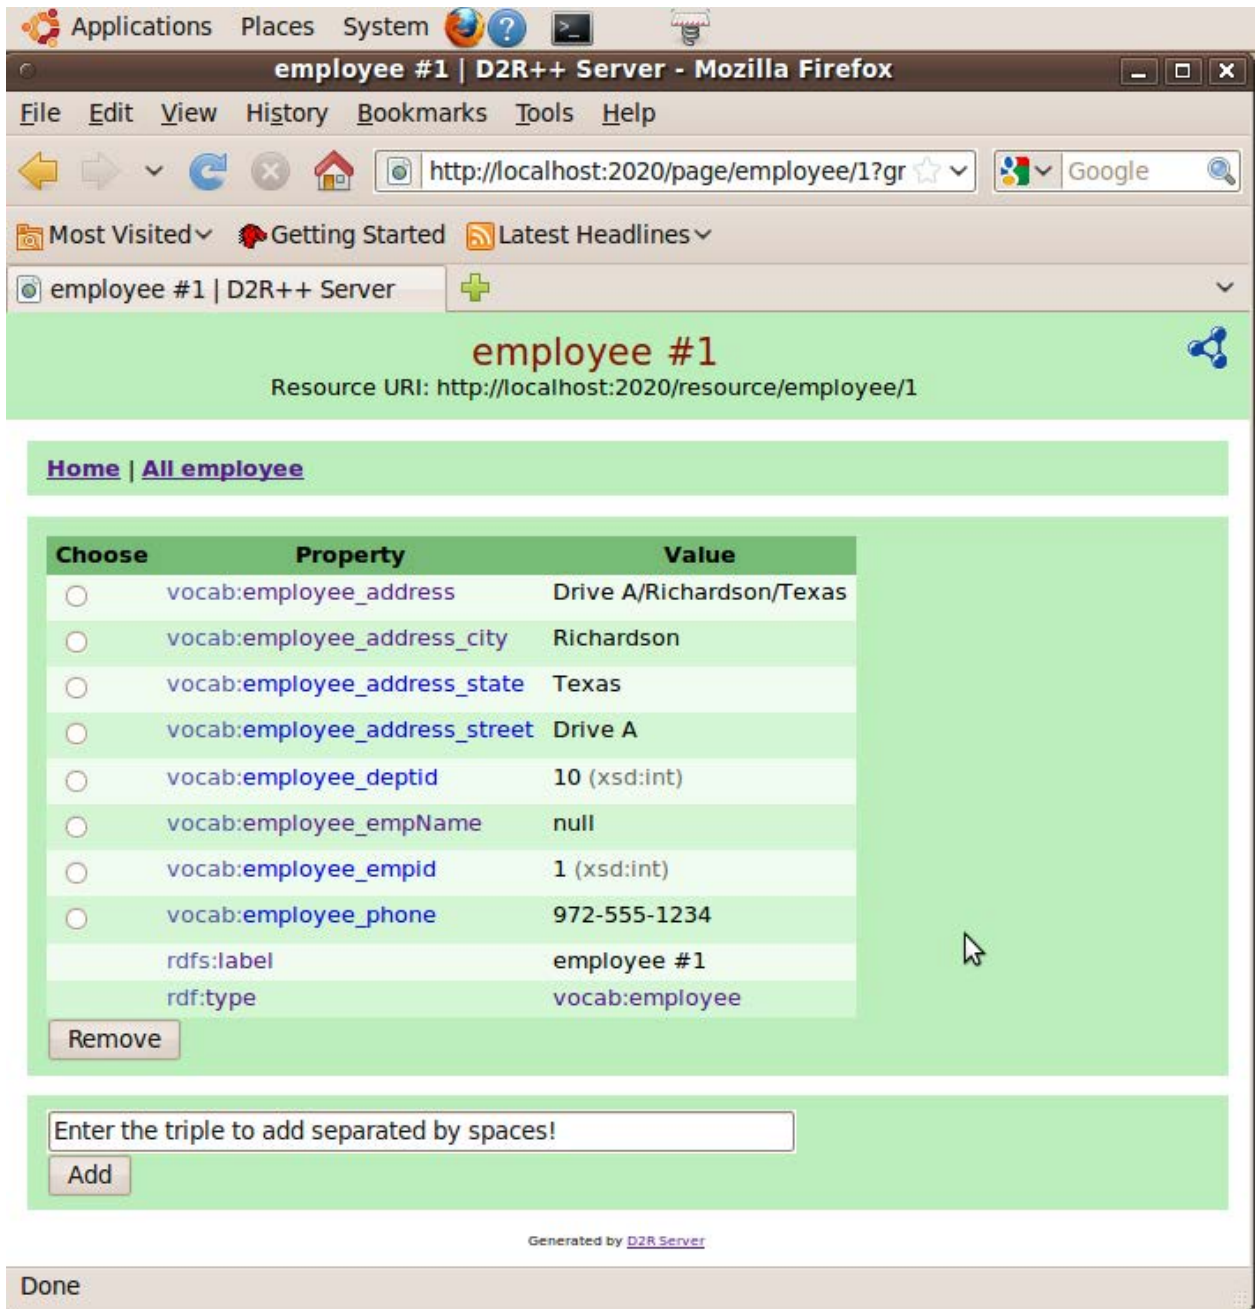 Applications Places System
employee #1 | D2R++ Server - Mozilla Firefox
File Edit View History Bookmarks Tools Help
http://localhost:2020/page/employee/1?gr Google
Most Visited Getting Started Latest Headlines
employee #1 | D2R++ Server
employee #1
Resource URI: http://localhost:2020/resource/employee/1
Home | All employee
Choose Property Value
vocab:employee_address Drive A/Richardson/Texas
vocab:employee_address_city Richardson
vocab:employee_address_state Texas
vocab:employee_address_street Drive A
vocab:employee_deptid 10 (xsd:int)
vocab:employee_empName null
vocab:employee_empid 1 (xsd:int)
vocab:employee_phone 972-555-1234
rdfs:label employee #1
rdf:type vocab:employee
Remove
Enter the triple to add separated by spaces!
Add
Generated by D2R Server
Done